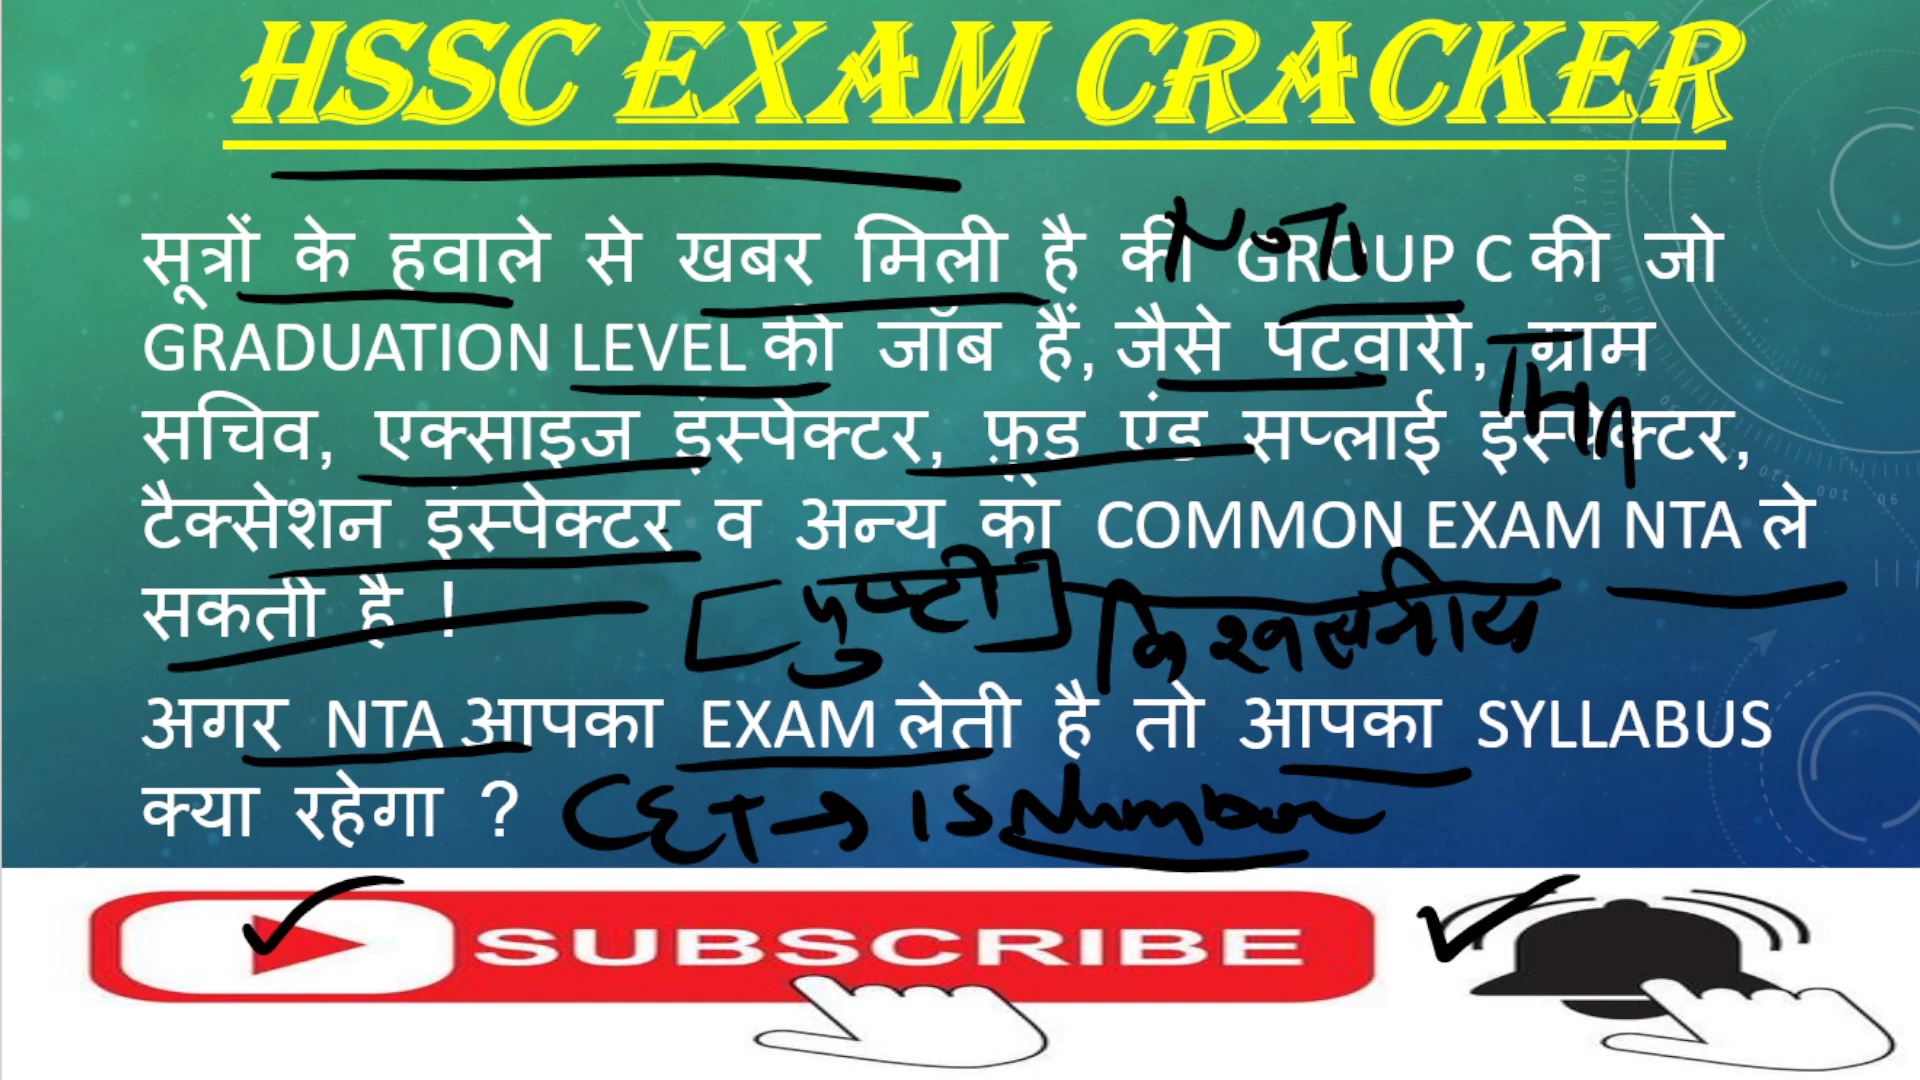 HSSC EXAM CRACKER
सूत्रों के हवाले से खबर मिली है की GROUP C की जो
GRADUATION LEVEL की जॉब हैं, जैसे पटवारी, ग्राम
सचिव, एक्साइज इंस्पेक्टर, फ़ूड एंड सप्लाई इंस्पेक्टर,
टैक्सेशन इंस्पेक्टर व अन्य का COMMON EXAM NTA ले
सकती है !
[पुष्टी]
अगर NTA आपका EXAM लेती है तो आपका SYLLABUS
क्या रहेगा ? CET → 15 Number
SUBSCRIBE